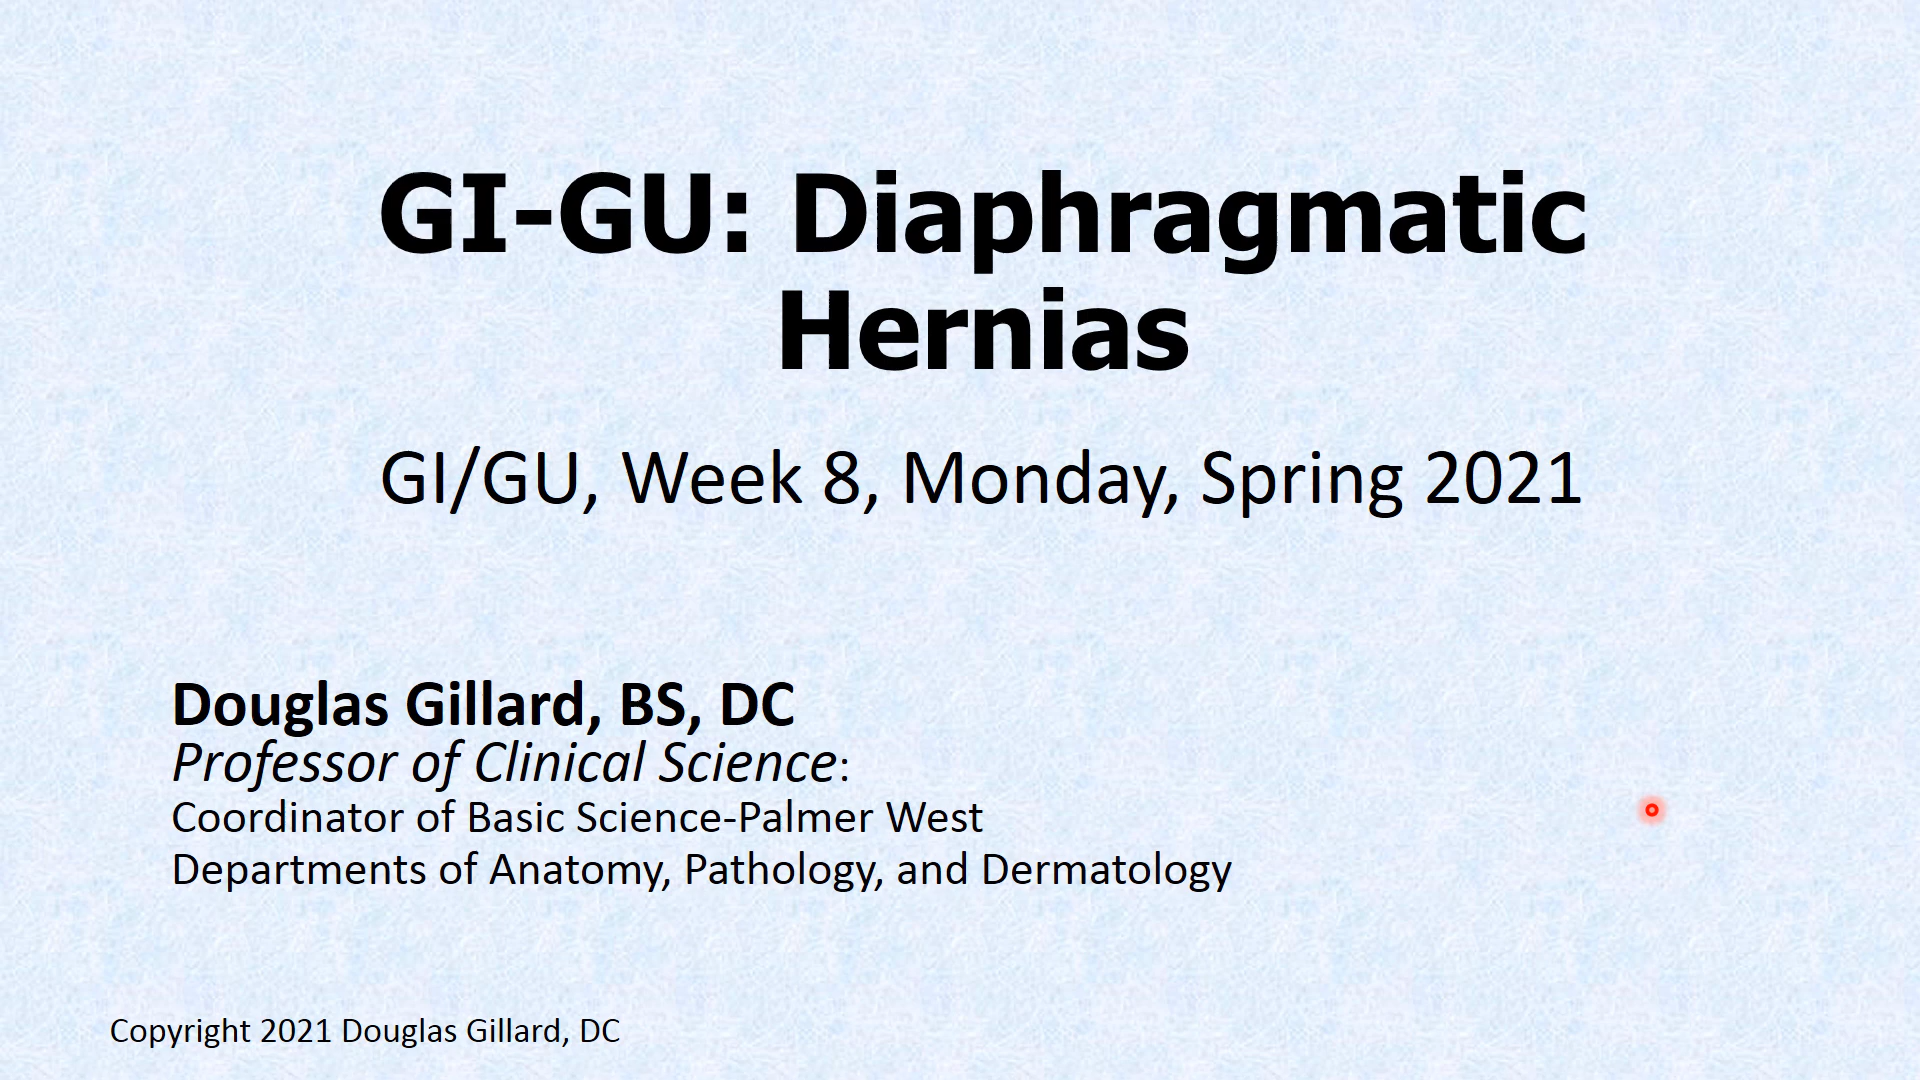 GI-GU: Diaphragmatic
Hernias
GI/GU, Week 8, Monday, Spring 2021
Douglas Gillard, BS, DC
Professor of Clinical Science:
Coordinator of Basic Science-Palmer West
Departments of Anatomy, Pathology, and Dermatology
Copyright 2021 Douglas Gillard, DC